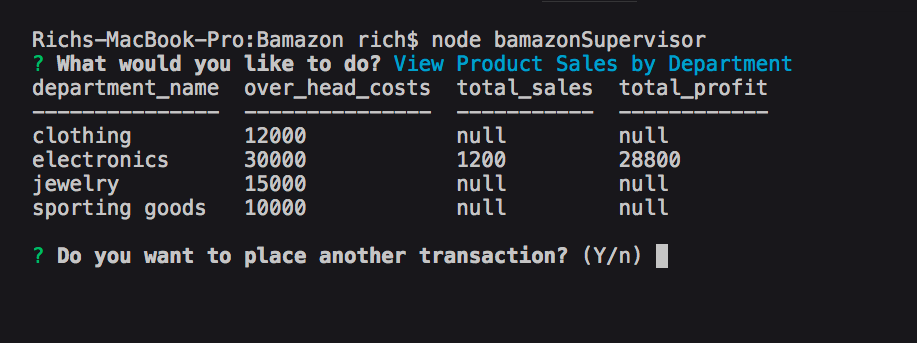 Richs-MacBook-Pro:Bamazon rich$ node bamazonSupervisor
? What would you like to do? View Product Sales by Department
department_name  over_head_costs  total_sales  total_profit
---------------  ---------------  -----------  ------------
clothing         12000            null         null
electronics      30000            1200         28800
jewelry          15000            null         null
sporting goods   10000            null         null
? Do you want to place another transaction? (Y/n)